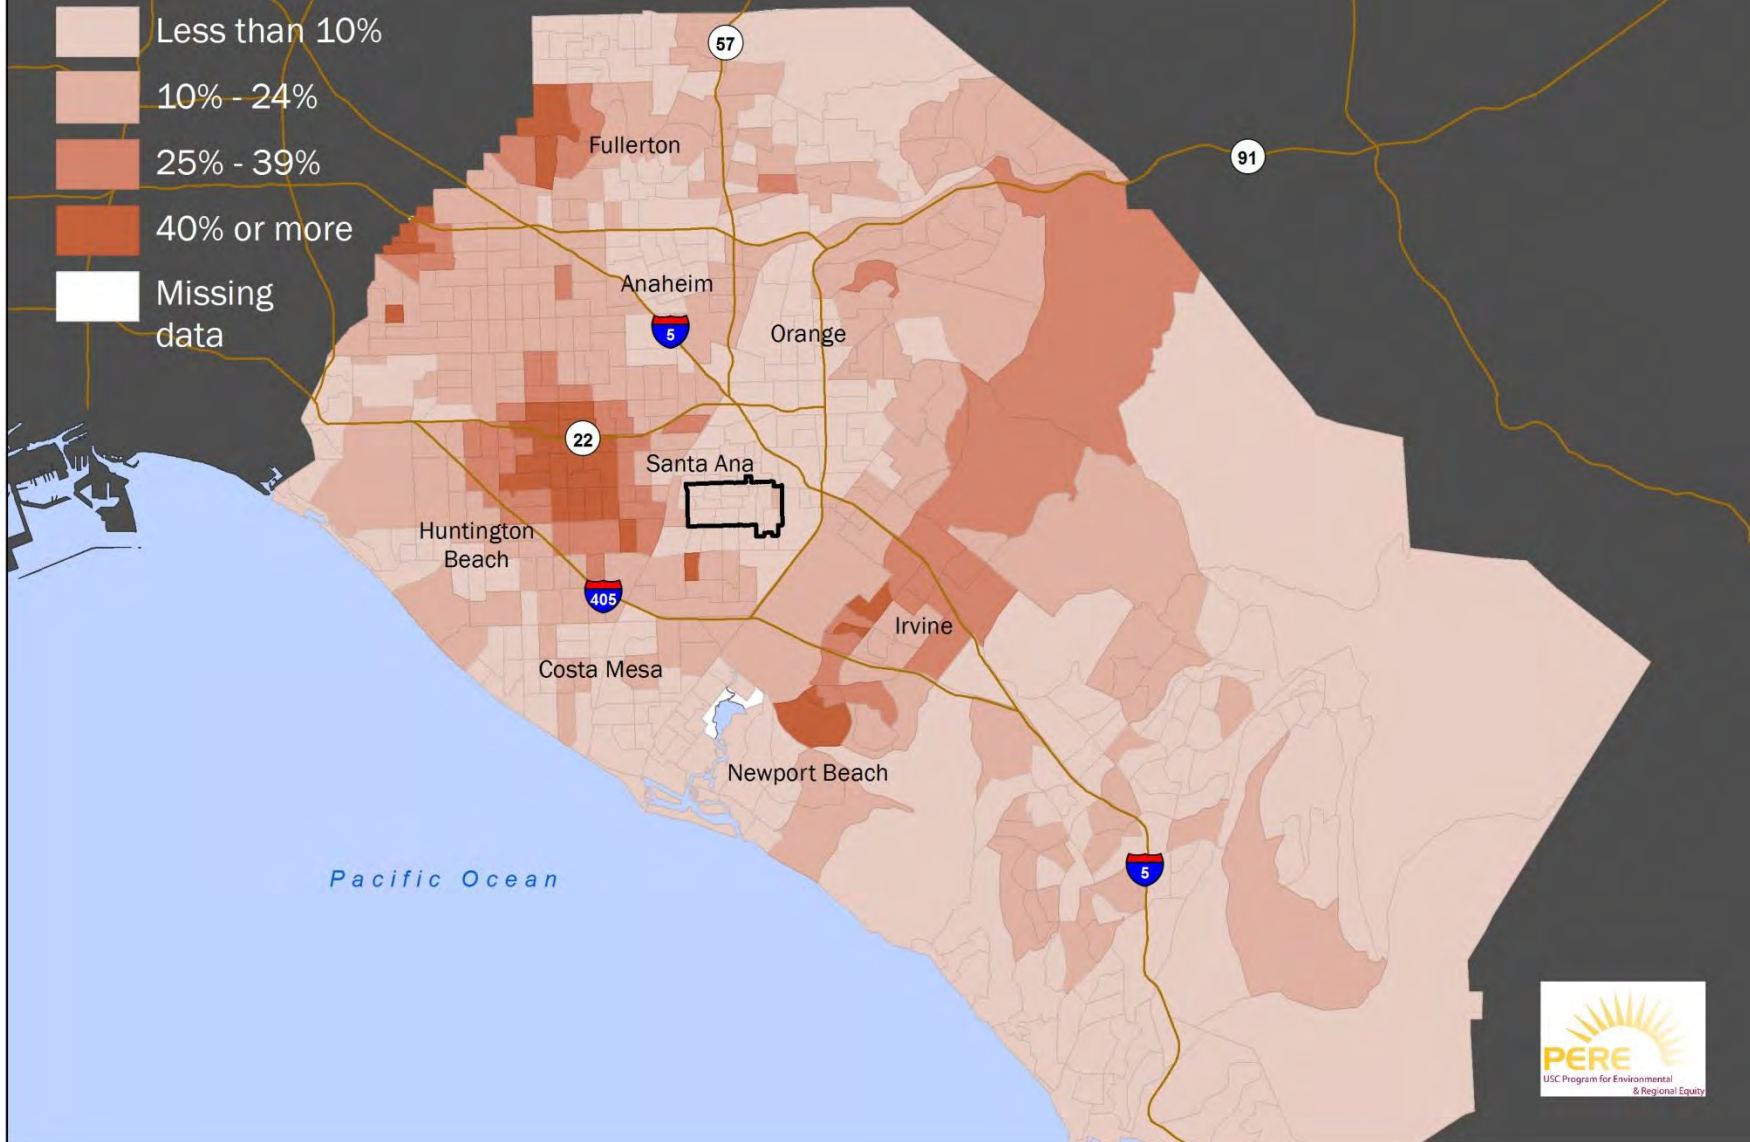 Less than 10%
10% - 24%
25% - 39%
40% or more
Missing
data
57
91
Fullerton
Anaheim
5
Orange
22
Santa Ana
Huntington
Beach
405
Irvine
Costa Mesa
Newport Beach
5
Pacific Ocean
PERE
USC Program for Environmental
& Regional Equity